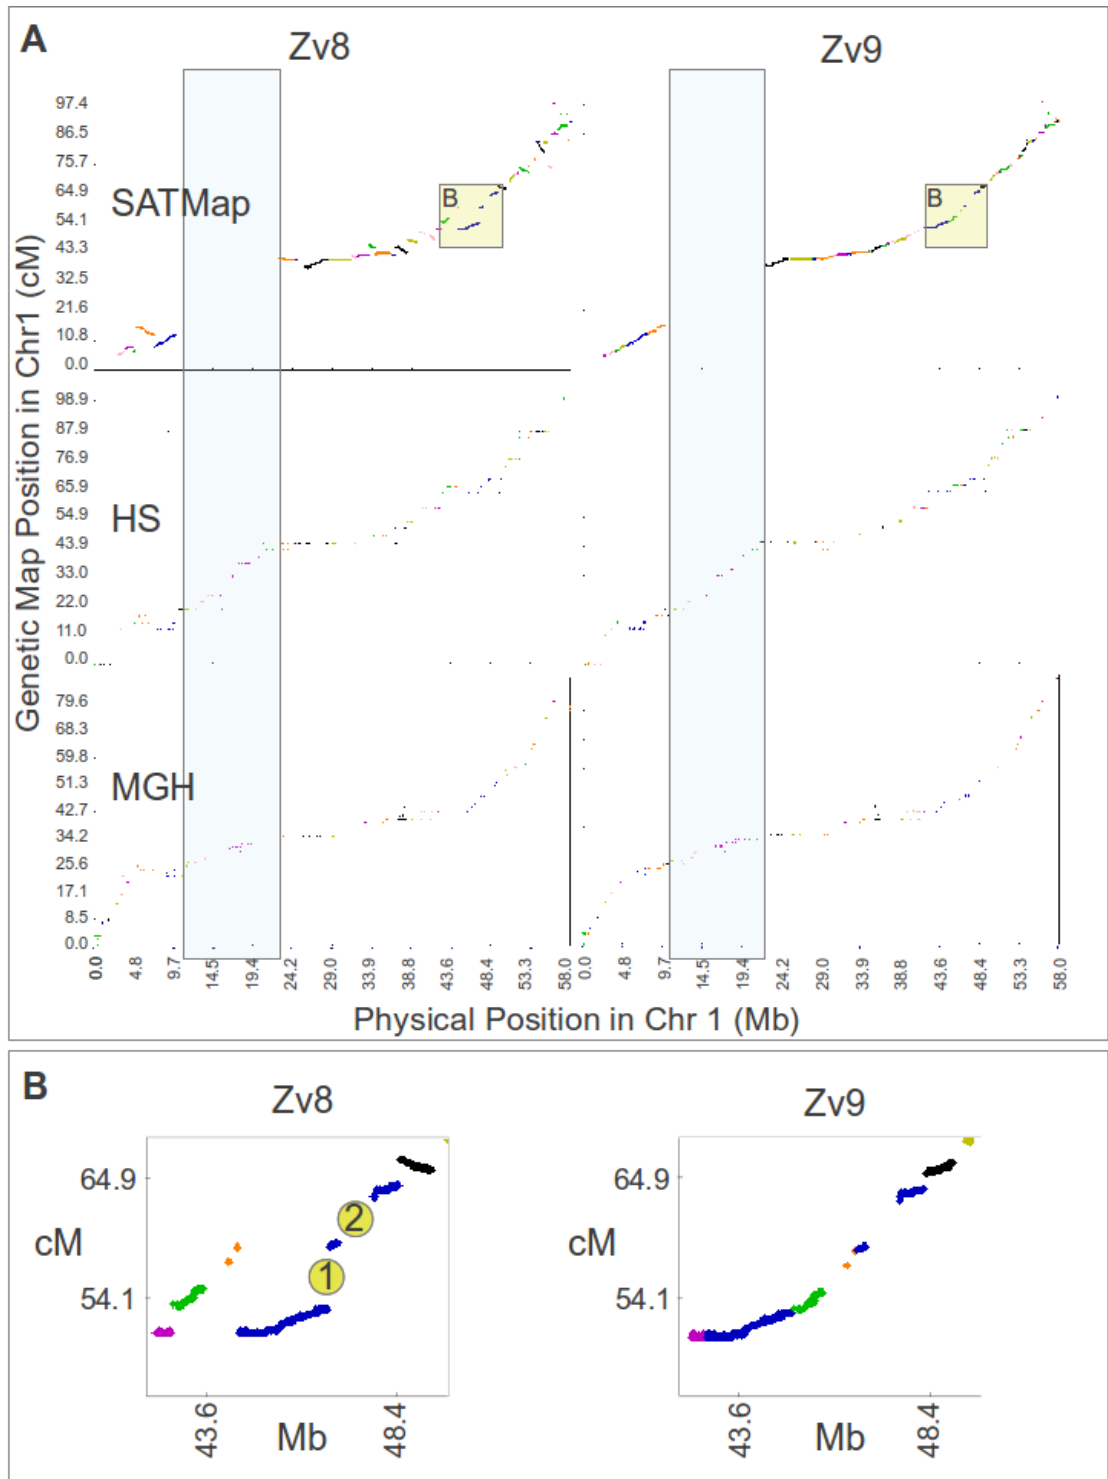 A
Zv8
Zv9
Genetic Map Position in Chr1 (cM)
97.4
86.5
75.7
64.9
54.1
43.3
32.5
21.6
10.8
0.0
SATMap
B
B
98.9
87.9
76.9
65.9
54.9
43.9
33.0
22.0
11.0
0.0
HS
79.6
68.3
59.8
51.3
42.7
34.2
25.6
17.1
8.5
0.0
MGH
0.0 4.8 9.7 14.5 19.4 24.2 29.0 33.9 38.8 43.6 48.4 53.3 58.0
0.0 4.8 9.7 14.5 19.4 24.2 29.0 33.9 38.8 43.6 48.4 53.3 58.0
Physical Position in Chr 1 (Mb)
B
Zv8
Zv9
64.9
cM
54.1
2
1
43.6 Mb 48.4
64.9
cM
54.1
43.6 Mb 48.4